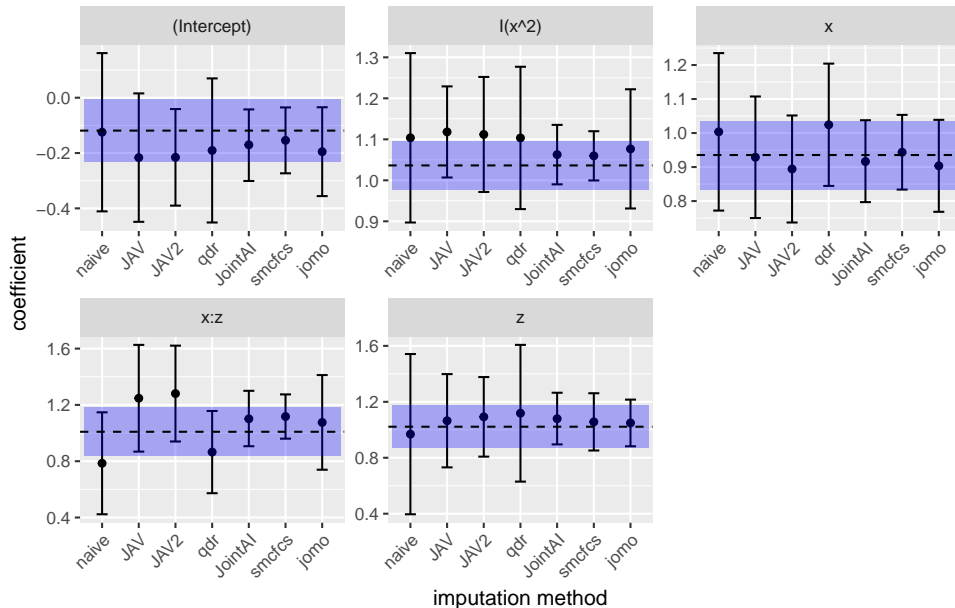 (Intercept)
I(x^2)
x
0.0
−0.2
−0.4
1.3
1.2
1.1
1.0
0.9
1.2
1.1
1.0
0.9
0.8
naive JAV JAV2 qdr JointAI smcfcs jomo
naive JAV JAV2 qdr JointAI smcfcs jomo
naive JAV JAV2 qdr JointAI smcfcs jomo
coefficient
x:z
z
1.6
1.2
0.8
0.4
1.6
1.2
0.8
0.4
naive JAV JAV2 qdr JointAI smcfcs jomo
naive JAV JAV2 qdr JointAI smcfcs jomo
imputation method